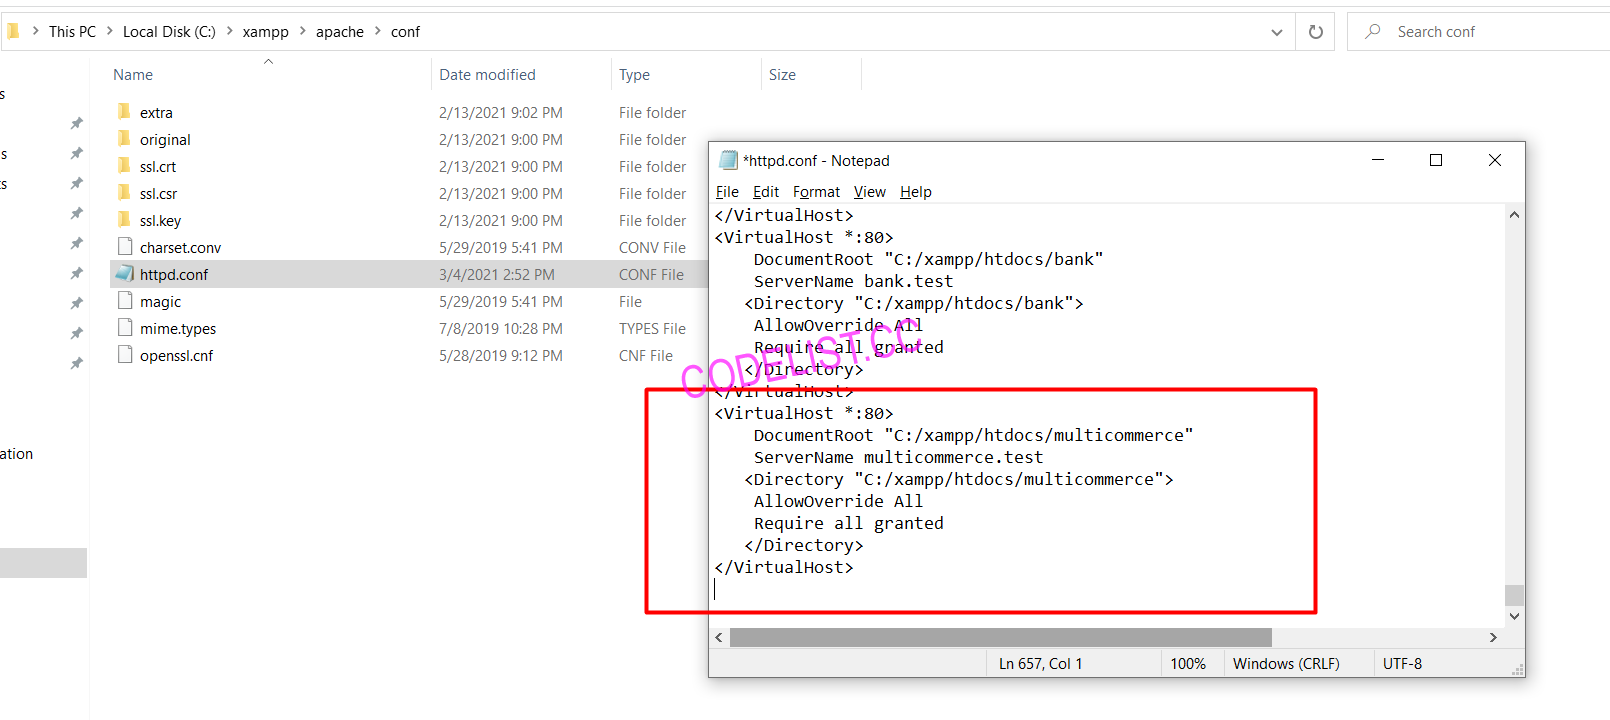 This PC > Local Disk (C:) > xampp > apache > conf
Search conf
Name Date modified Type Size
extra 2/13/2021 9:02 PM File folder
original 2/13/2021 9:00 PM File folder
ssl.crt 2/13/2021 9:00 PM File folder
ssl.csr 2/13/2021 9:00 PM File folder
ssl.key 2/13/2021 9:00 PM File folder
charset.conv 5/29/2019 5:41 PM CONV File
httpd.conf 3/4/2021 2:52 PM CONF File
magic 5/29/2019 5:41 PM File
mime.types 7/8/2019 10:28 PM TYPES File
openssl.cnf 5/28/2019 9:12 PM CNF File
s
s
ts
ation
*httpd.conf - Notepad
File Edit Format View Help
</VirtualHost>
<VirtualHost *:80>
DocumentRoot "C:/xampp/htdocs/bank"
ServerName bank.test
<Directory "C:/xampp/htdocs/bank">
AllowOverride All
Require all granted
</Directory>
</VirtualHost>
<VirtualHost *:80>
DocumentRoot "C:/xampp/htdocs/multicommerce"
ServerName multicommerce.test
<Directory "C:/xampp/htdocs/multicommerce">
AllowOverride All
Require all granted
</Directory>
</VirtualHost>
CODELIST.CC
Ln 657, Col 1 100% Windows (CRLF) UTF-8